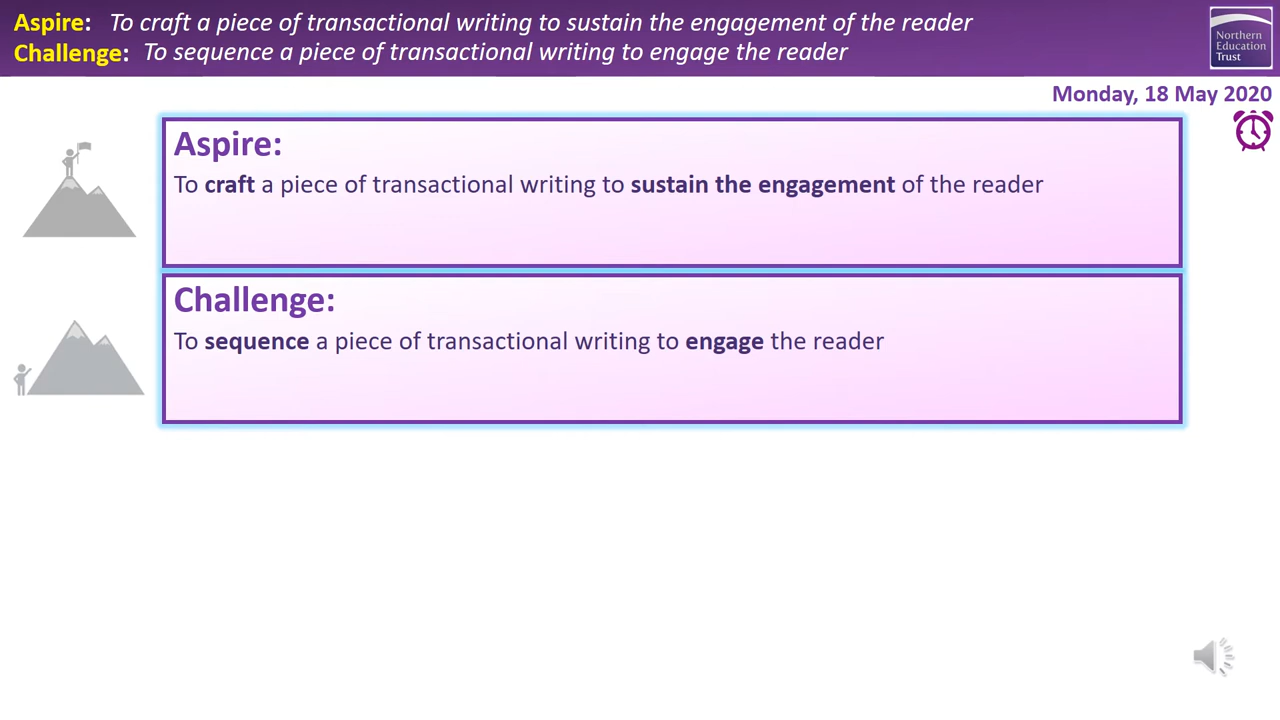 Aspire: To craft a piece of transactional writing to sustain the engagement of the reader
Challenge: To sequence a piece of transactional writing to engage the reader
Northern
Education
Trust
Monday, 18 May 2020
Aspire:
To craft a piece of transactional writing to sustain the engagement of the reader
Challenge:
To sequence a piece of transactional writing to engage the reader